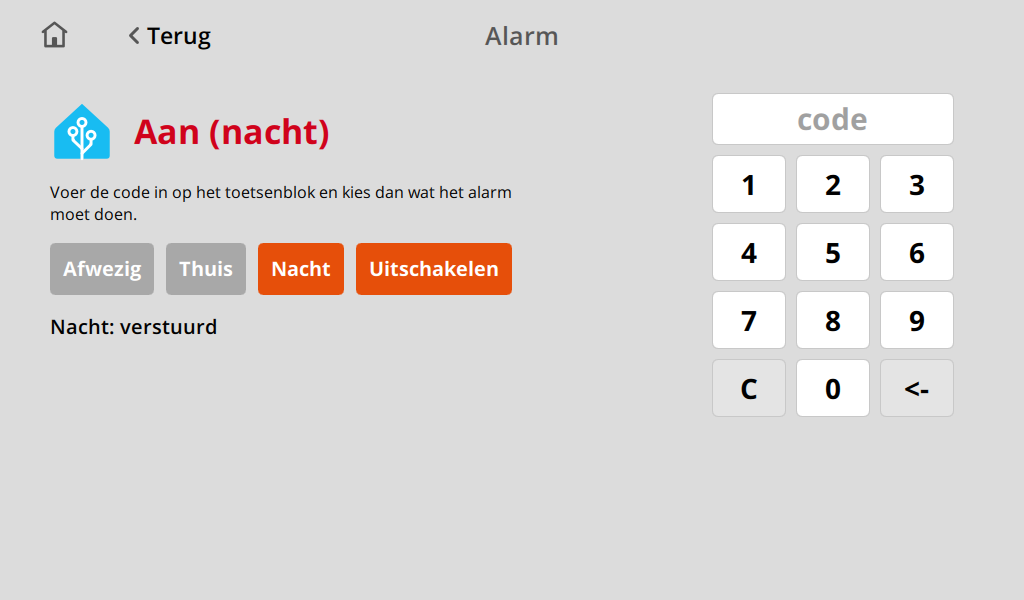 Terug
Alarm
Aan (nacht)
Voer de code in op het toetsenblok en kies dan wat het alarm
moet doen.
Afwezig Thuis Nacht Uitschakelen
Nacht: verstuurd
code
1 2 3
4 5 6
7 8 9
C 0 <-